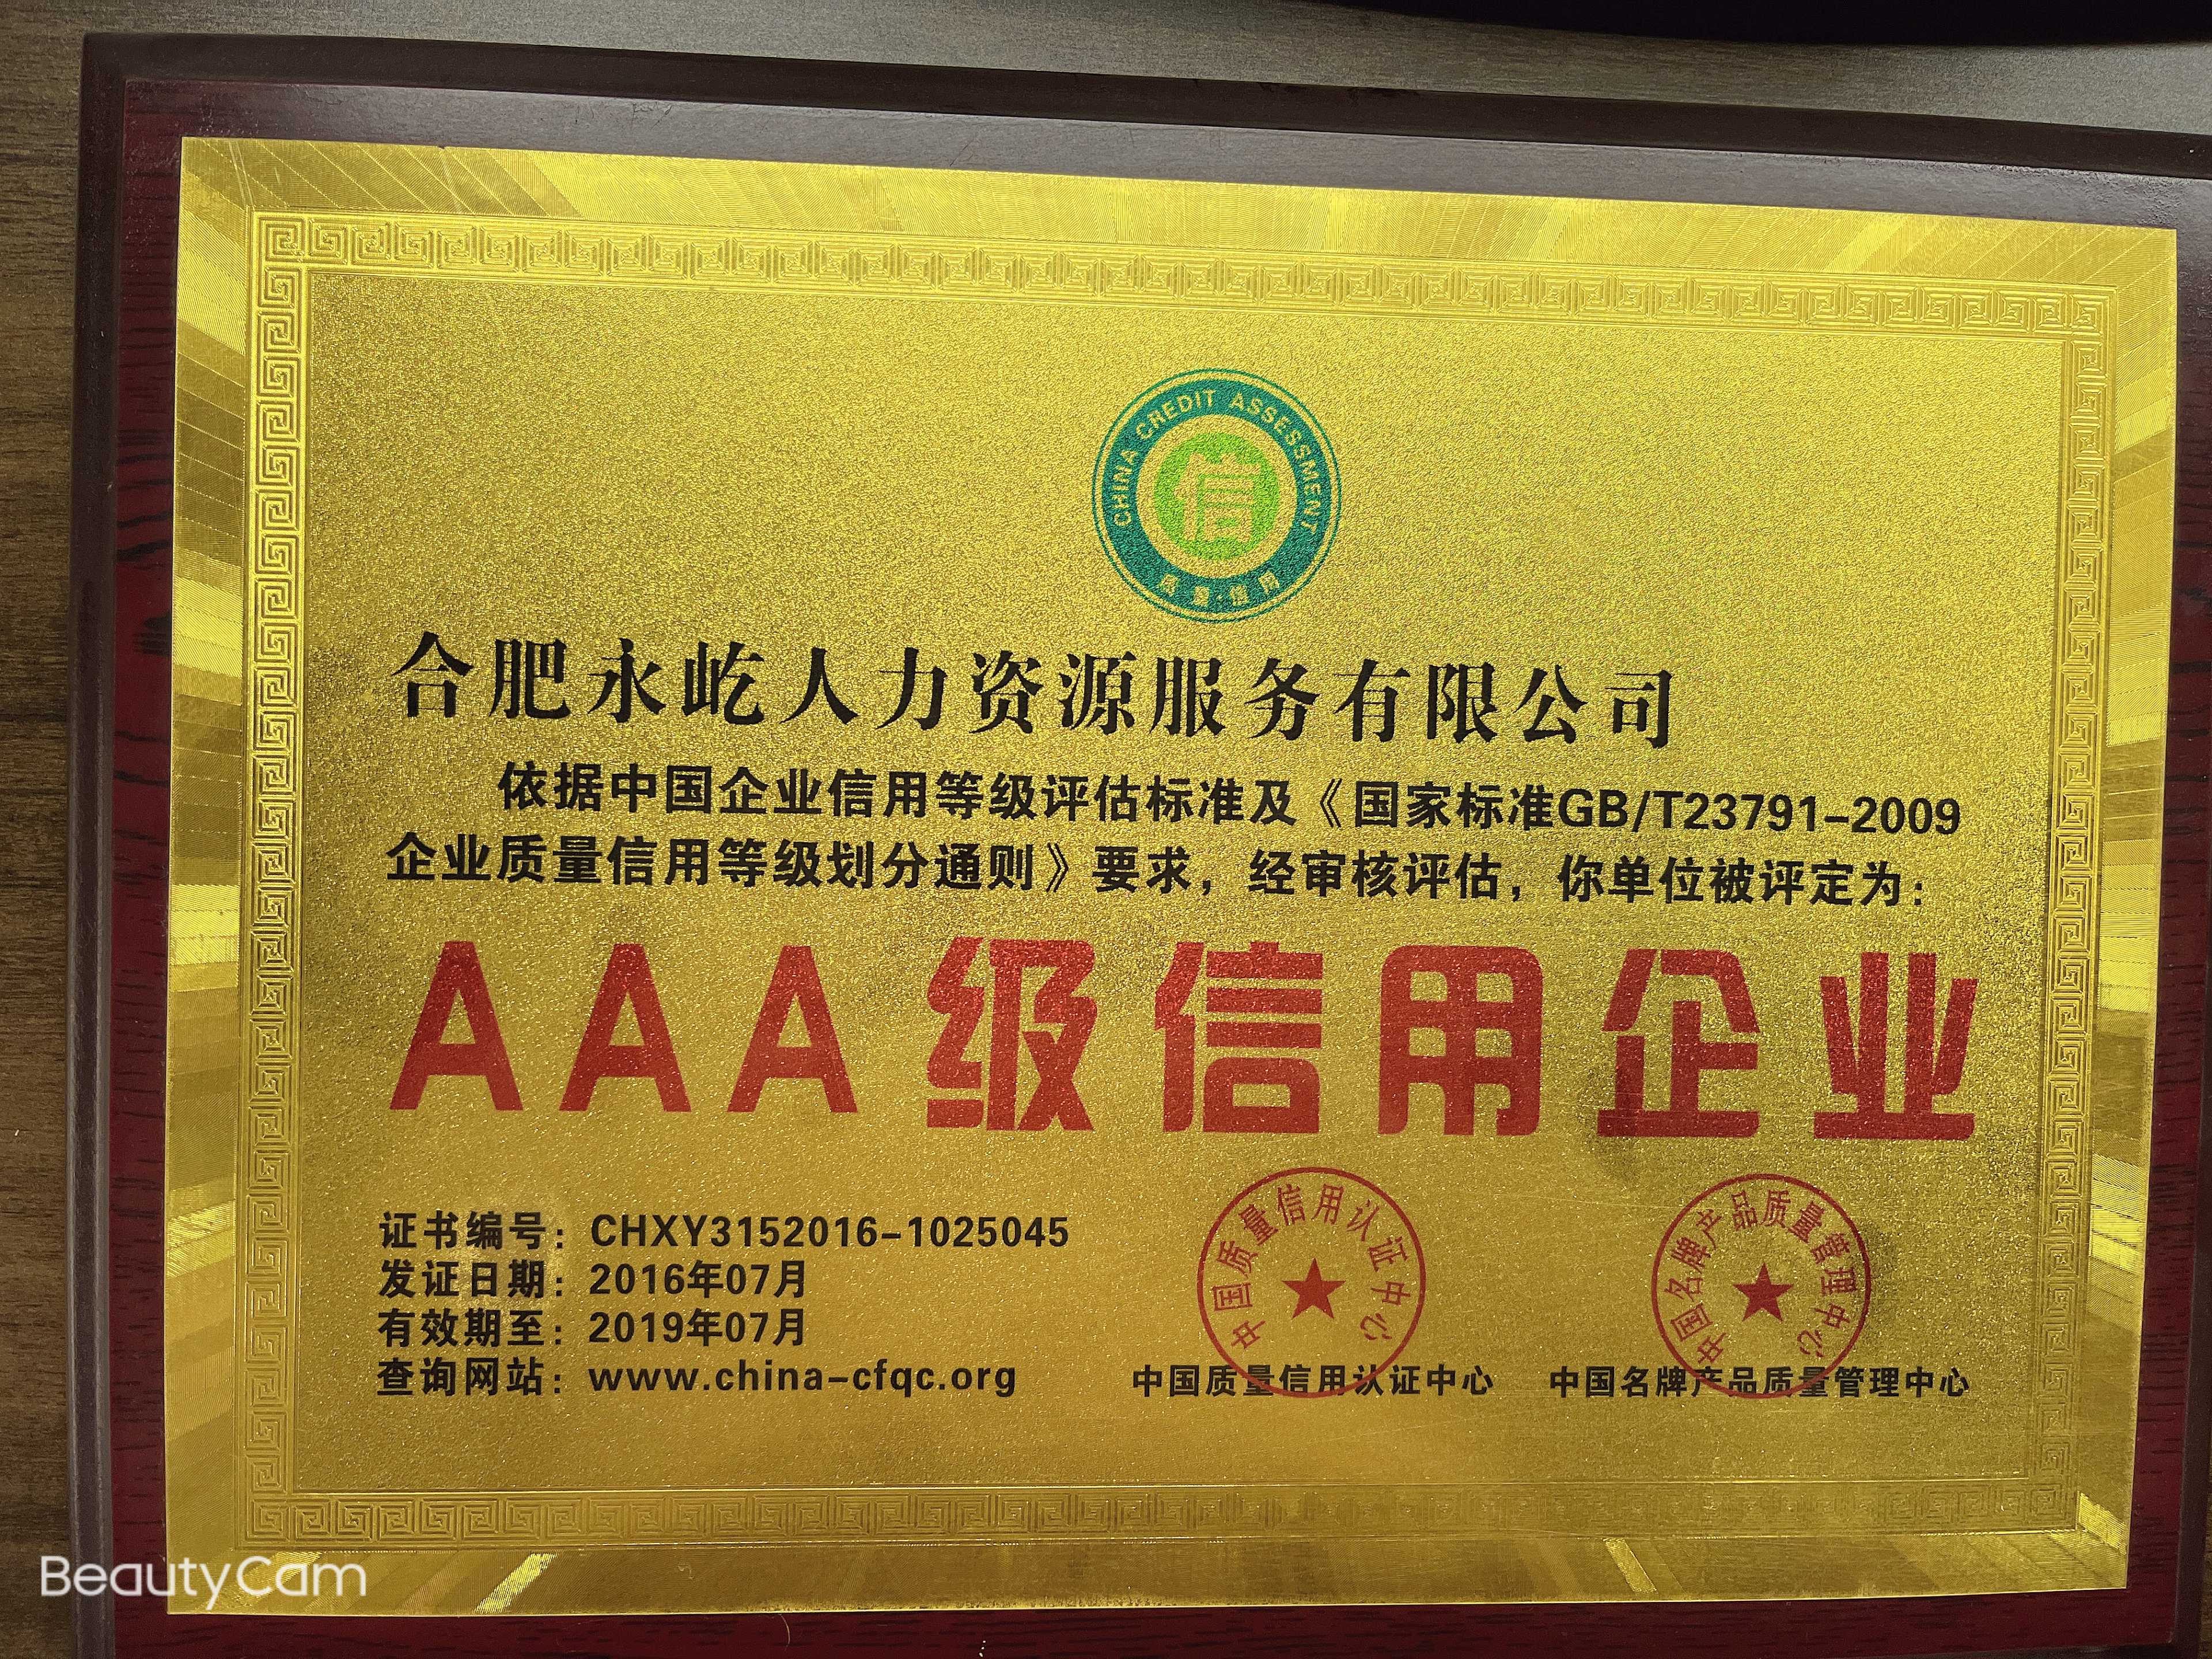 CHINA CREDIT ASSESSMENT
信
质量·信用
合肥永屹人力资源服务有限公司
依据中国企业信用等级评估标准及《国家标准GB/T23791-2009
企业质量信用等级划分通则》要求，经审核评估，你单位被评定为：
AAA级信用企业
证书编号：CHXY3152016-1025045
发证日期：2016年07月
有效期至：2019年07月
查询网站：www.china-cfqc.org
中国质量信用认证中心
中国名牌产品质量管理中心
中国质量信用认证中心
中国名牌产品质量管理中心
BeautyCam